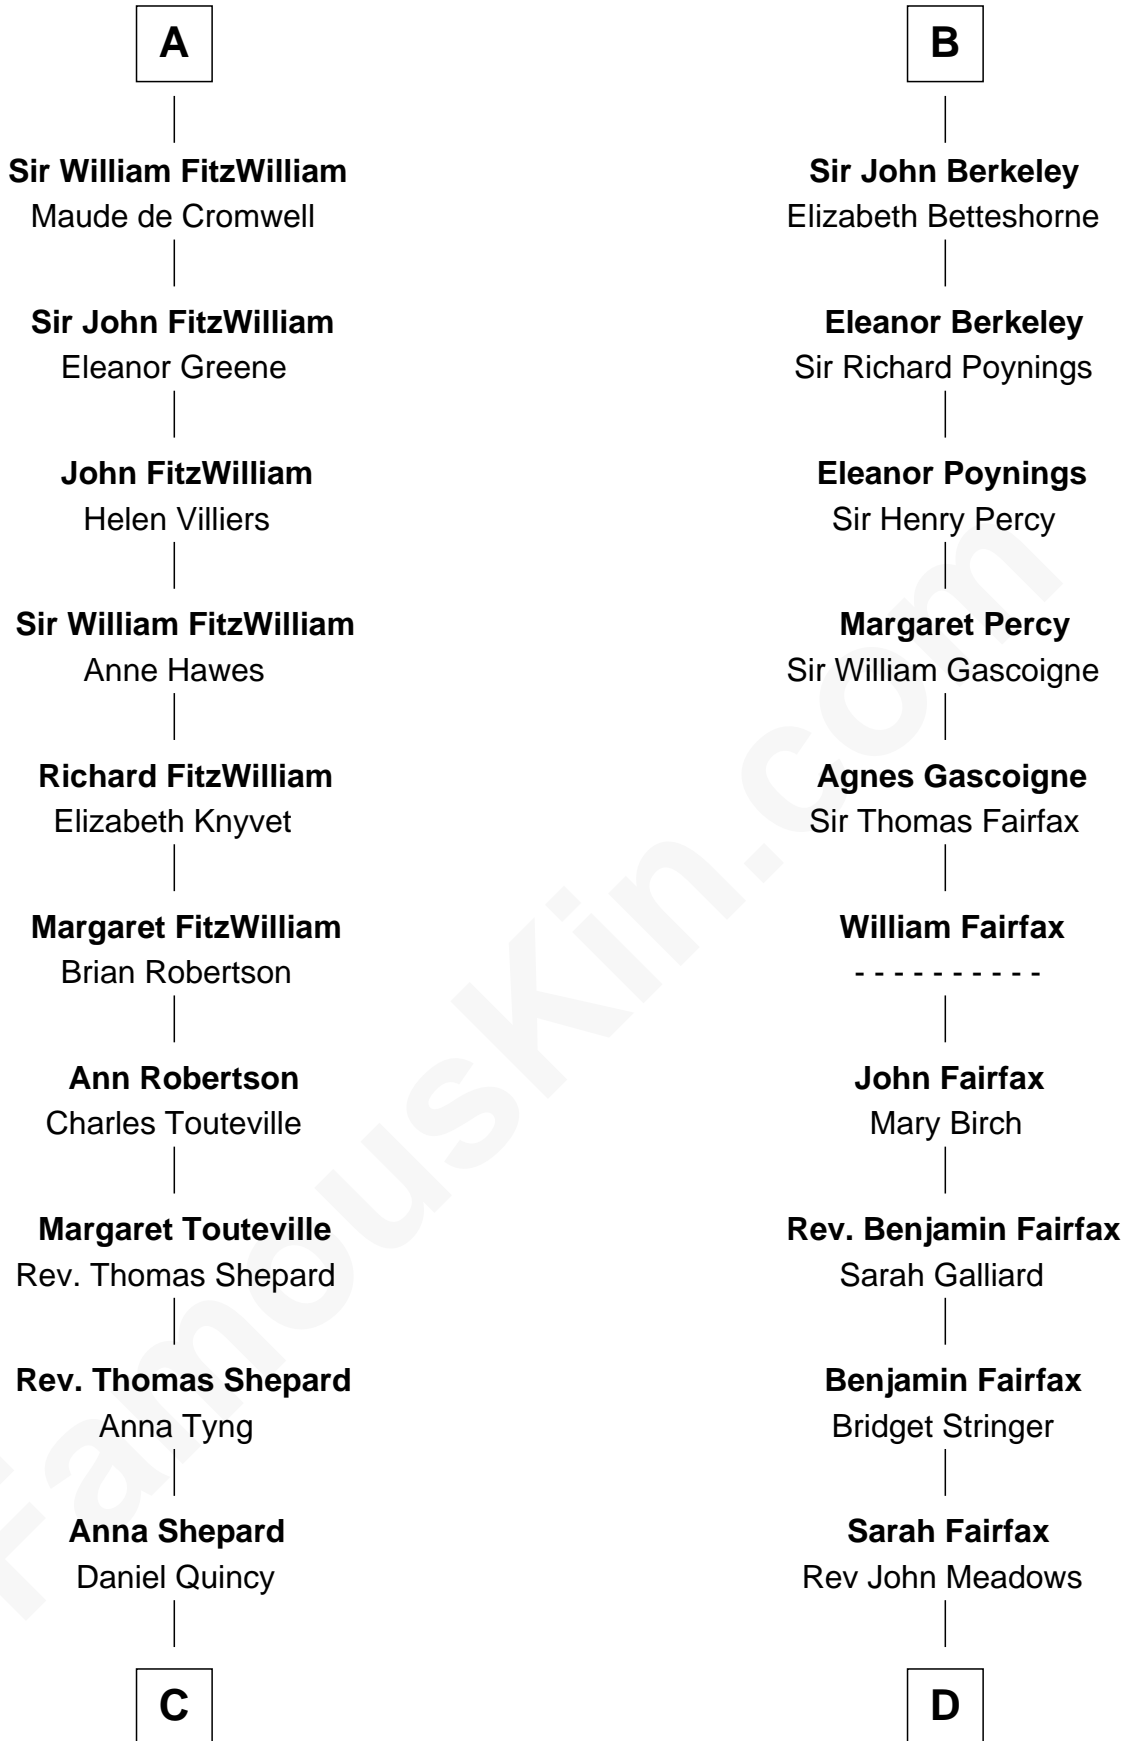 A
Sir William FitzWilliam
Maude de Cromwell
Sir John FitzWilliam
Eleanor Greene
John FitzWilliam
Helen Villiers
Sir William FitzWilliam
Anne Hawes
Richard FitzWilliam
Elizabeth Knyvet
Margaret FitzWilliam
Brian Robertson
Ann Robertson
Charles Touteville
Margaret Touteville
Rev. Thomas Shepard
Rev. Thomas Shepard
Anna Tyng
Anna Shepard
Daniel Quincy
C
B
Sir John Berkeley
Elizabeth Betteshorne
Eleanor Berkeley
Sir Richard Poynings
Eleanor Poynings
Sir Henry Percy
Margaret Percy
Sir William Gascoigne
Agnes Gascoigne
Sir Thomas Fairfax
William Fairfax
- - - - - - - - - -
John Fairfax
Mary Birch
Rev. Benjamin Fairfax
Sarah Galliard
Benjamin Fairfax
Bridget Stringer
Sarah Fairfax
Rev John Meadows
D
FamousKin.com